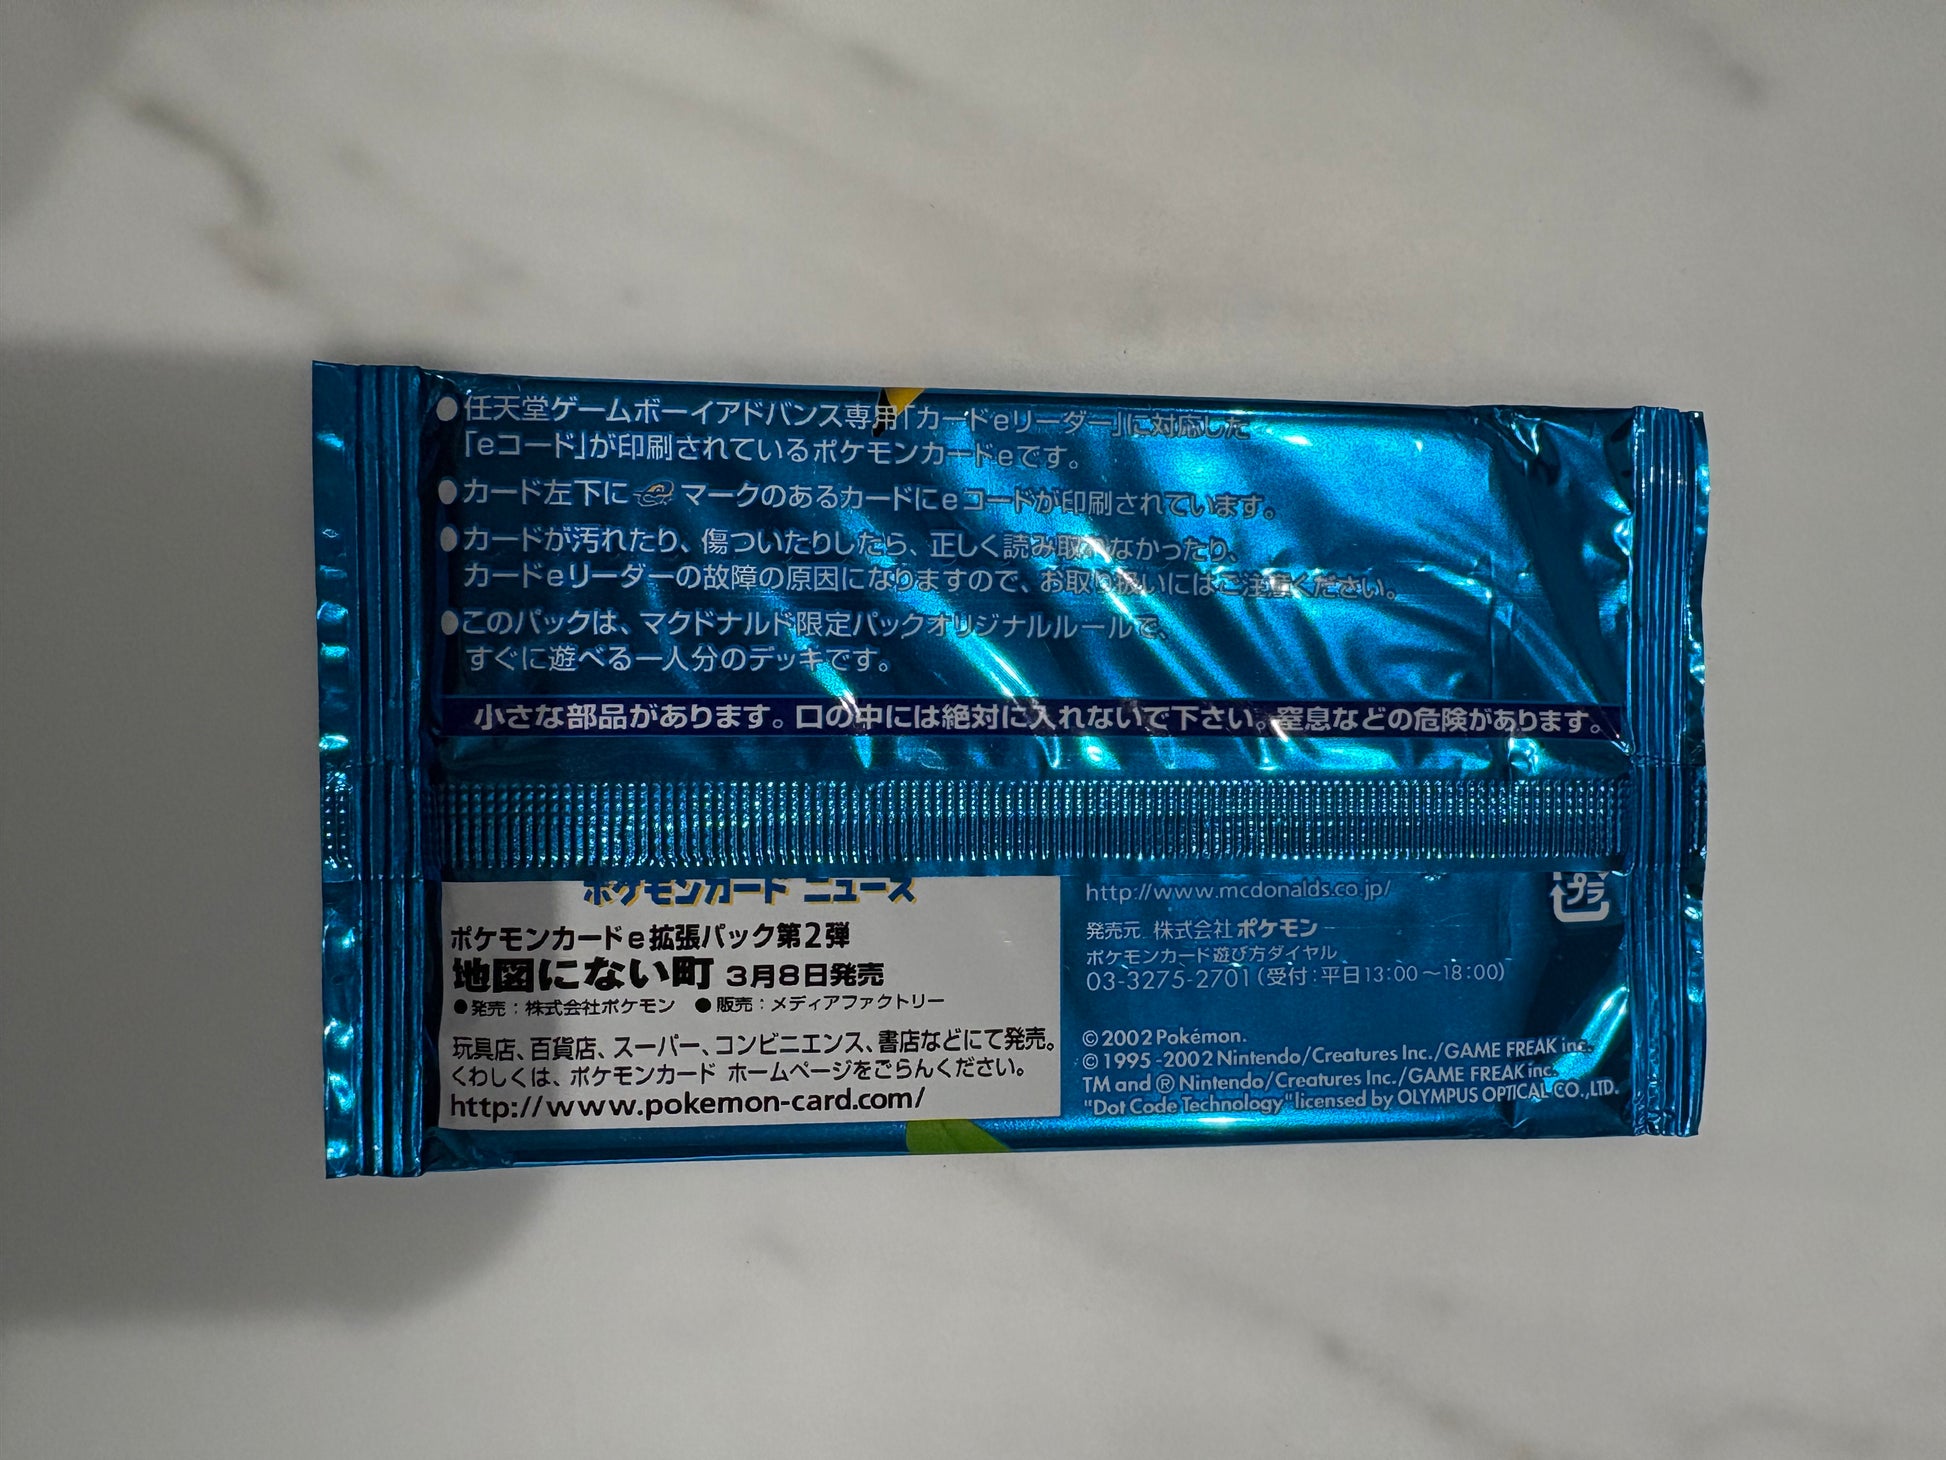 ●任天堂ゲームボーイアドバンス専用「カードeリーダー」に対応した
「eコード」が印刷されているポケモンカードeです。
●カード左下に マークのあるカードにeコードが印刷されています。
●カードが汚れたり、傷ついたりしたら、正しく読み取れなかったり、
カードeリーダーの故障の原因になりますので、お取り扱いにはご注意ください。
●このパックは、マクドナルド限定パックオリジナルルールで、
すぐに遊べる一人分のデッキです。
小さな部品があります。口の中には絶対に入れないで下さい。窒息などの危険があります。
ポケモンカード ニュース
ポケモンカードe拡張パック第2弾
地図にない町 3月8日発売
●発売：株式会社ポケモン ●販売：メディアファクトリー
玩具店、百貨店、スーパー、コンビニエンス、書店などにて発売。
くわしくは、ポケモンカード ホームページをごらんください。
http://www.pokemon-card.com/
http://www.mcdonalds.co.jp/
プラ
発売元 株式会社ポケモン
ポケモンカード遊び方ダイヤル
03-3275-2701(受付：平日13:00〜18:00)
©2002 Pokémon.
©1995-2002 Nintendo/Creatures Inc./GAME FREAK inc.
TM and ® Nintendo/Creatures Inc./GAME FREAK inc.
"Dot Code Technology" licensed by OLYMPUS OPTICAL CO.,LTD.